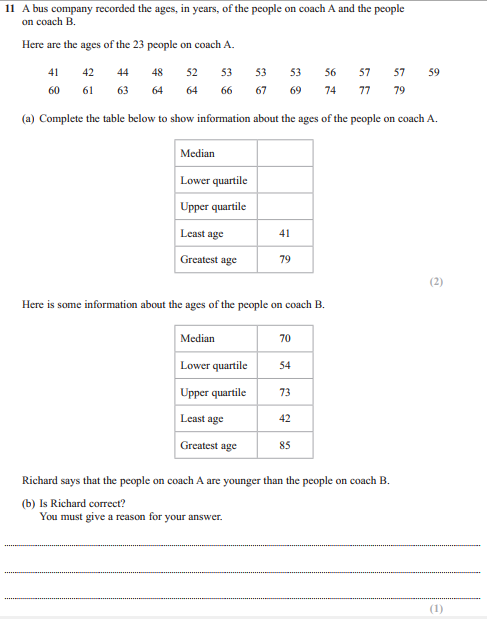 11 A bus company recorded the ages, in years, of the people on coach A and the people
on coach B.
Here are the ages of the 23 people on coach A.
41 42 44 48 52 53 53 53 56 57 57 59
60 61 63 64 64 66 67 69 74 77 79
(a) Complete the table below to show information about the ages of the people on coach A.
Median
Lower quartile
Upper quartile
Least age 41
Greatest age 79
(2)
Here is some information about the ages of the people on coach B.
Median 70
Lower quartile 54
Upper quartile 73
Least age 42
Greatest age 85
Richard says that the people on coach A are younger than the people on coach B.
(b) Is Richard correct?
You must give a reason for your answer.
(1)